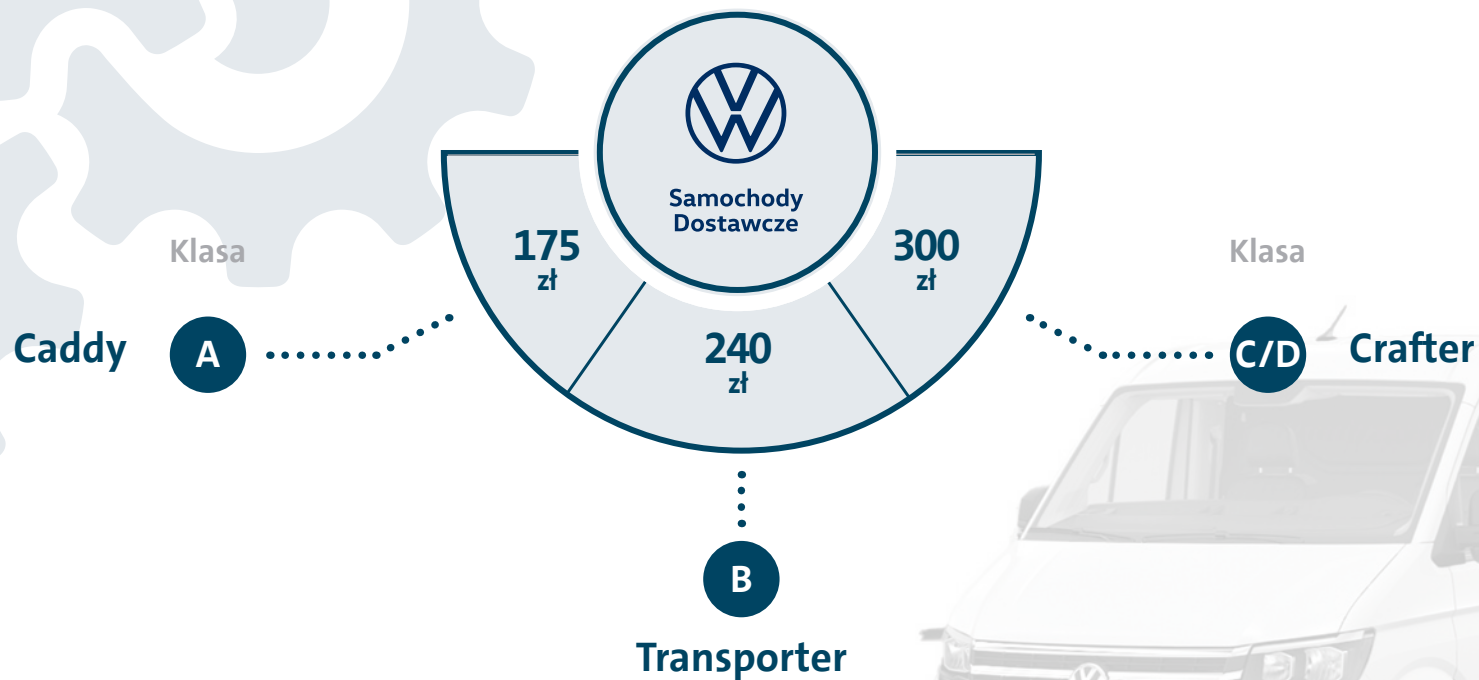 Samochody
Dostawcze
175
zł
240
zł
300
zł
Klasa
Caddy
A
B
Transporter
Klasa
C/D
Crafter